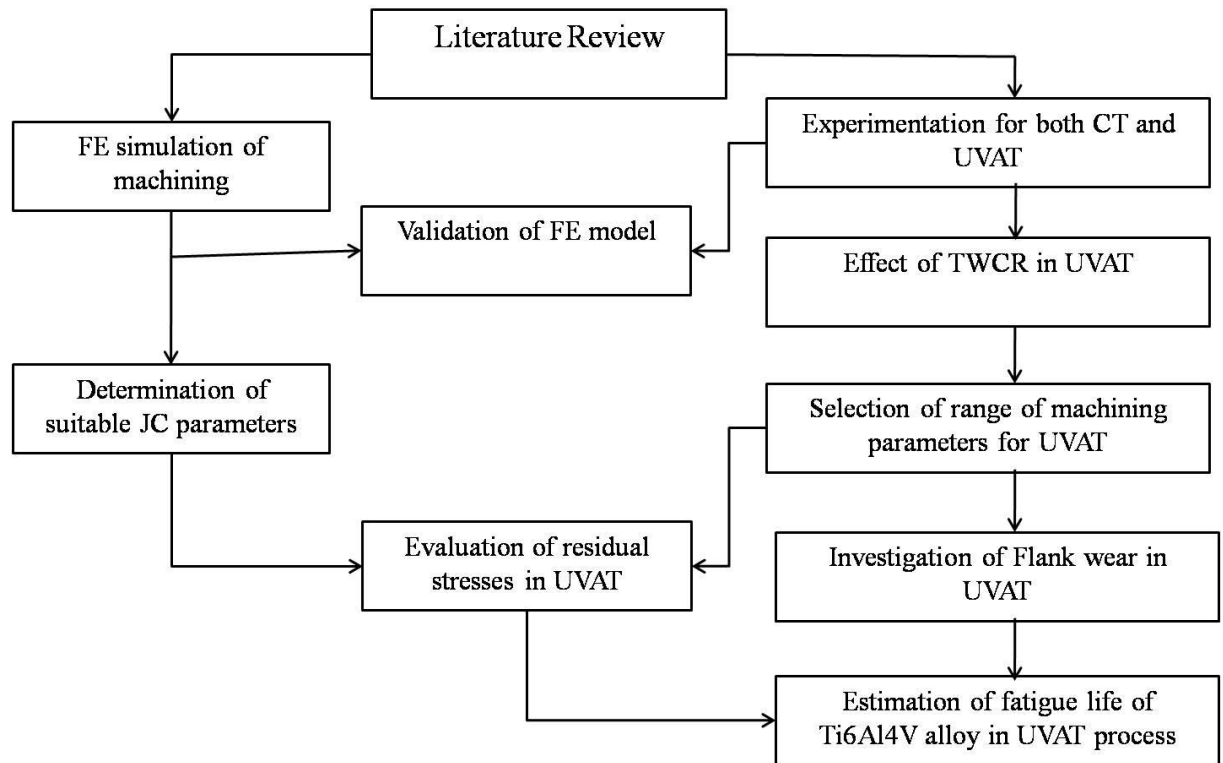 Literature Review
FE simulation of
machining
Experimentation for both CT and
UVAT
Validation of FE model
Effect of TWCR in UVAT
Determination of
suitable JC parameters
Selection of range of machining
parameters for UVAT
Evaluation of residual
stresses in UVAT
Investigation of Flank wear in
UVAT
Estimation of fatigue life of
Ti6Al4V alloy in UVAT process